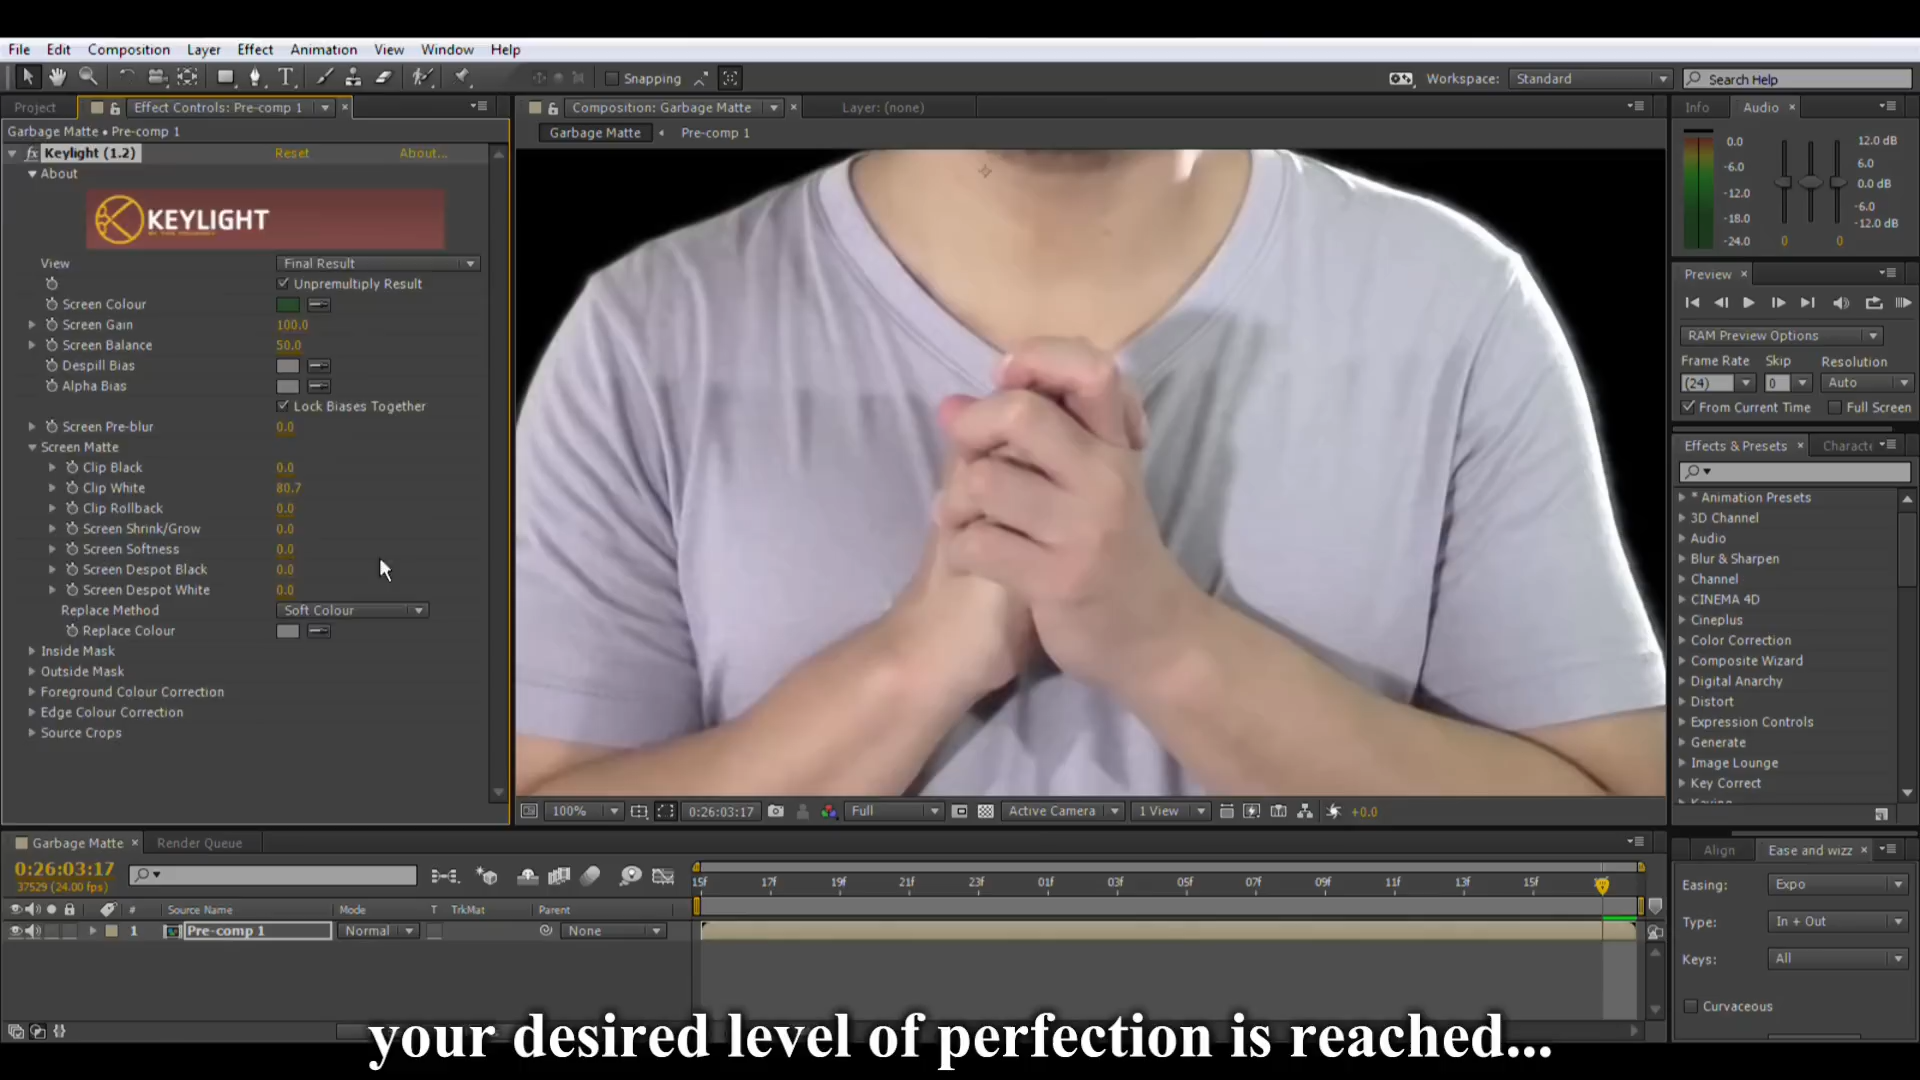 File Edit Composition Layer Effect Animation View Window Help
Snapping
Workspace: Standard
Search Help
Project
Effect Controls: Pre-comp 1
Garbage Matte • Pre-comp 1
fx Keylight (1.2) Reset About...
About
KEYLIGHT
View Final Result
Unpremultiply Result
Screen Colour
Screen Gain 100.0
Screen Balance 50.0
Despill Bias
Alpha Bias
Lock Biases Together
Screen Pre-blur 0.0
Screen Matte
Clip Black 0.0
Clip White 80.7
Clip Rollback 0.0
Screen Shrink/Grow 0.0
Screen Softness 0.0
Screen Despot Black 0.0
Screen Despot White 0.0
Replace Method Soft Colour
Replace Colour
Inside Mask
Outside Mask
Foreground Colour Correction
Edge Colour Correction
Source Crops
Composition: Garbage Matte
Layer: (none)
Garbage Matte Pre-comp 1
100% 0:26:03:17 Full Active Camera 1 View +0.0
Info Audio
0.0
-6.0
-12.0
-18.0
-24.0
12.0 dB
6.0
0.0 dB
-6.0
-12.0 dB
0 0
Preview
RAM Preview Options
Frame Rate Skip Resolution
(24) 0 Auto
From Current Time Full Screen
Effects & Presets Characte
* Animation Presets
3D Channel
Audio
Blur & Sharpen
Channel
CINEMA 4D
Cineplus
Color Correction
Composite Wizard
Digital Anarchy
Distort
Expression Controls
Generate
Image Lounge
Key Correct
Keying
Garbage Matte Render Queue
0:26:03:17
37529 (24.00 fps)
15f 17f 19f 21f 23f 01f 03f 05f 07f 09f 11f 13f 15f
# Source Name Mode T TrkMat Parent
1 Pre-comp 1 Normal None
Align Ease and wizz
Easing: Expo
Type: In + Out
Keys: All
Curvaceous
your desired level of perfection is reached...